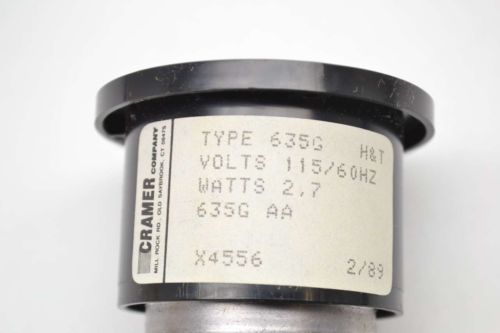 CRAMER
COMPANY
MILL ROCK RD., OLD SAYBROOK, CT 06475
TYPE 635G H&T
VOLTS 115/60HZ
WATTS 2,7
635G AA
X4556 2/89